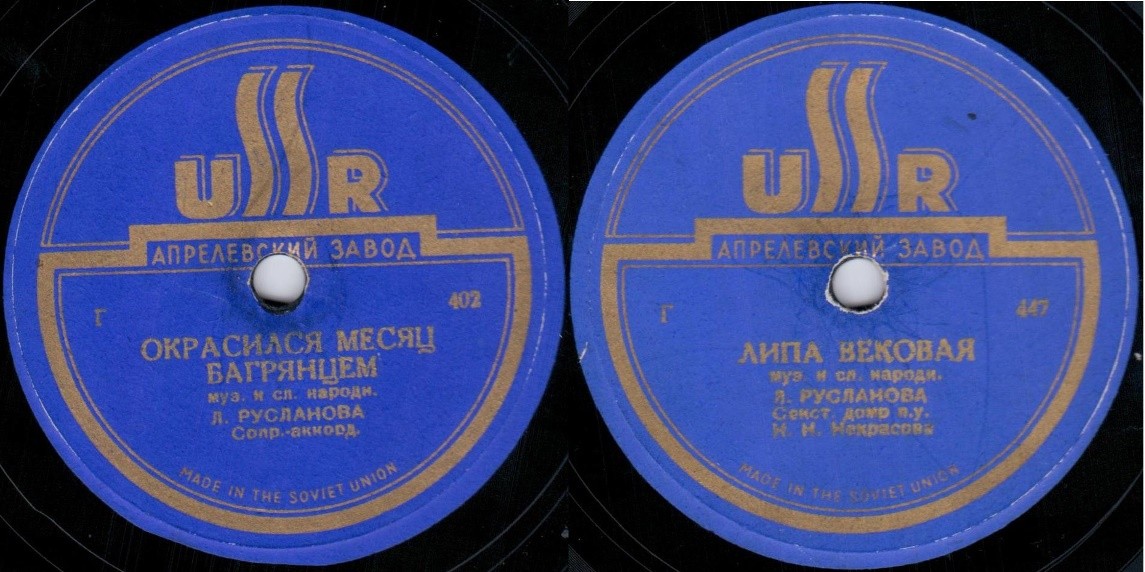 USSR
АПРЕЛЕВСКИЙ ЗАВОД
Г 402
ОКРАСИЛСЯ МЕСЯЦ
БАГРЯНЦЕМ
муз. и сл. народн.
Л. РУСЛАНОВА
Сопр.-аккорд.
MADE IN THE SOVIET UNION
USSR
АПРЕЛЕВСКИЙ ЗАВОД
Г 447
ЛИПА ВЕКОВАЯ
муз. и сл. народн.
Л. РУСЛАНОВА
Секст. домр п.у.
Н. Н. Некрасова
MADE IN THE SOVIET UNION